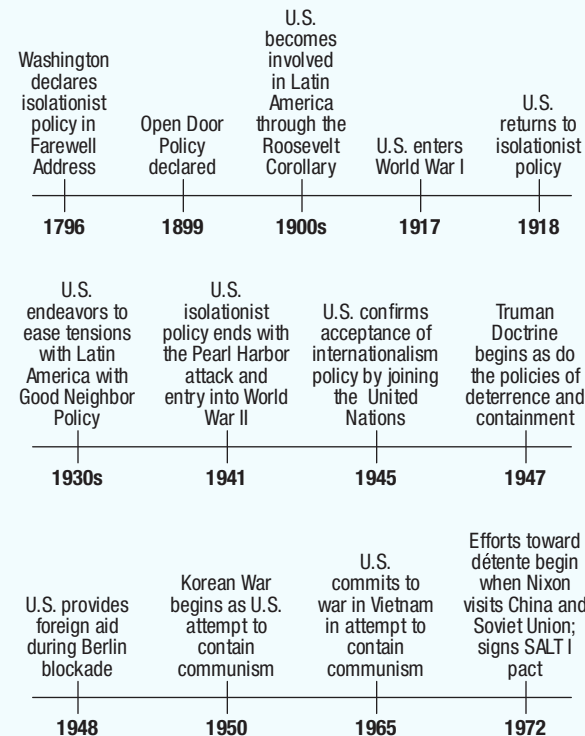 Washington
declares
isolationist
policy in
Farewell
Address
1796
Open Door
Policy
declared
1899
U.S.
becomes
involved
in Latin
America
through the
Roosevelt
Corollary
1900s
U.S. enters
World War I
1917
U.S.
returns to
isolationist
policy
1918
U.S.
endeavors to
ease tensions
with Latin
America with
Good Neighbor
Policy
1930s
U.S.
isolationist
policy ends with
the Pearl Harbor
attack and
entry into World
War II
1941
U.S. confirms
acceptance of
internationalism
policy by joining
the United
Nations
1945
Truman
Doctrine
begins as do
the policies of
deterrence and
containment
1947
U.S. provides
foreign aid
during Berlin
blockade
1948
Korean War
begins as U.S.
attempt to
contain
communism
1950
U.S.
commits to
war in Vietnam
in attempt to
contain
communism
1965
Efforts toward
détente begin
when Nixon
visits China and
Soviet Union;
signs SALT I
pact
1972